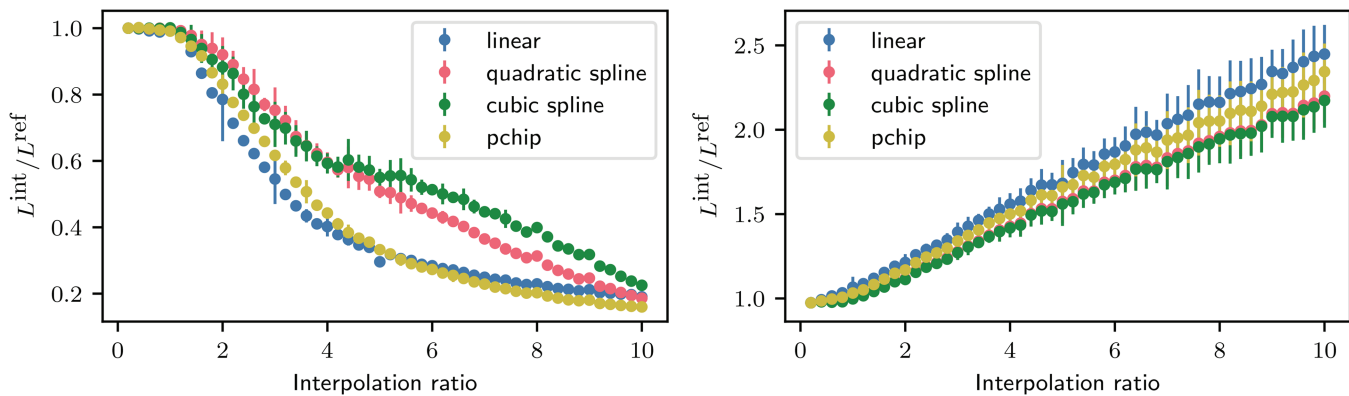 1.0
0.8
0.6
0.4
0.2
L^int/L^ref
linear
quadratic spline
cubic spline
pchip
0 2 4 6 8 10
Interpolation ratio
2.5
2.0
1.5
1.0
L^int/L^ref
linear
quadratic spline
cubic spline
pchip
0 2 4 6 8 10
Interpolation ratio